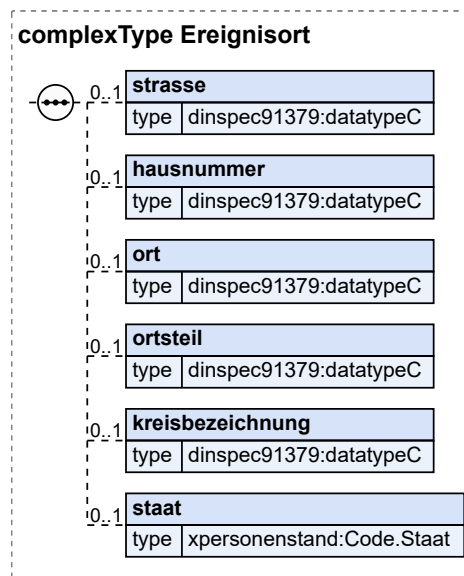 complexType Ereignisort
0..1 strasse
type dinspec91379:datatypeC
0..1 hausnummer
type dinspec91379:datatypeC
0..1 ort
type dinspec91379:datatypeC
0..1 ortsteil
type dinspec91379:datatypeC
0..1 kreisbezeichnung
type dinspec91379:datatypeC
0..1 staat
type xpersonenstand:Code.Staat